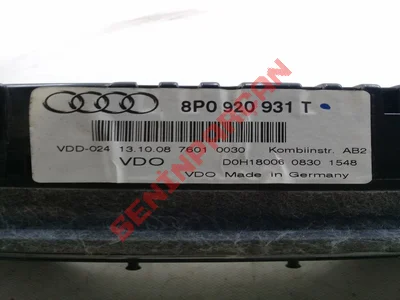 8P0 920 931 T
VDD-024 13.10.08 7601 0030 Kombiinstr. AB2
VDO D0H18006 0830 1548
VDO Made in Germany
BENIMPARCAN